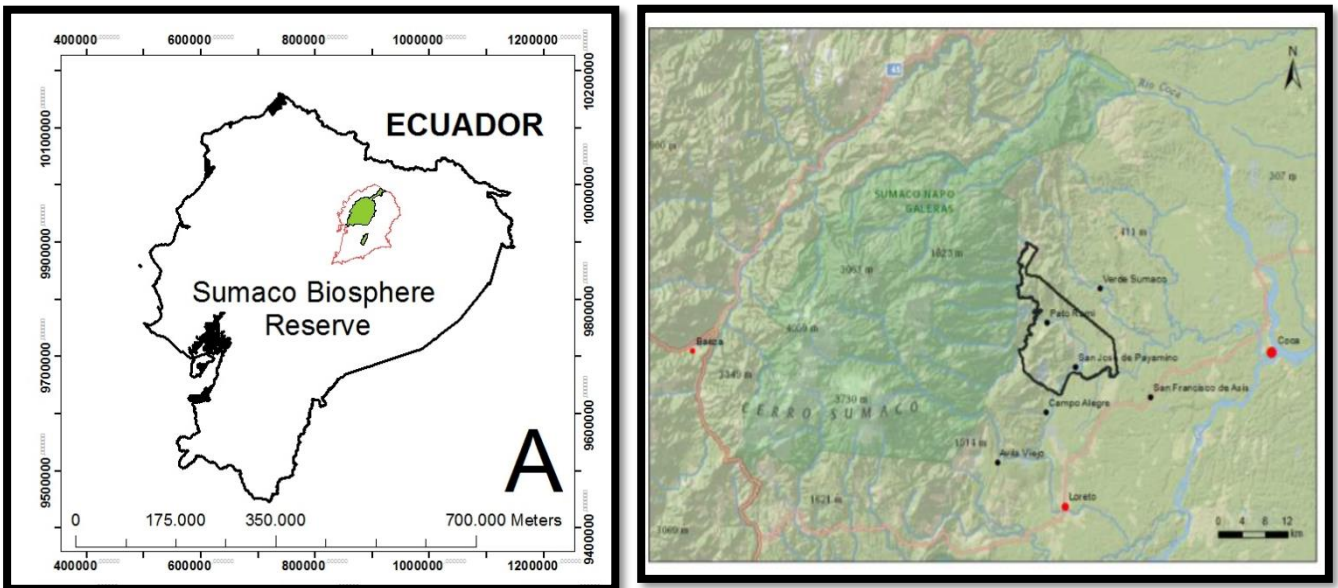 400000 600000 800000 1000000 1200000
10200000
10100000
ECUADOR
10000000
9900000
Sumaco Biosphere
Reserve
9800000
9700000
9600000
A
9500000
0 175.000 350.000 700.000 Meters
9400000
400000 600000 800000 1000000 1200000
N
45
Rio Coca
307 m
SUMACO NAPO
GALERAS
411 m
Verde Sumaco
Pato Rumi
Baeza
Coca
San José de Payamino
San Francisco de Asis
3730 m
CERRO SUMACO
Campo Alegre
1014 m
Avila Viejo
1621 m
Loreto
0 4 8 12
km